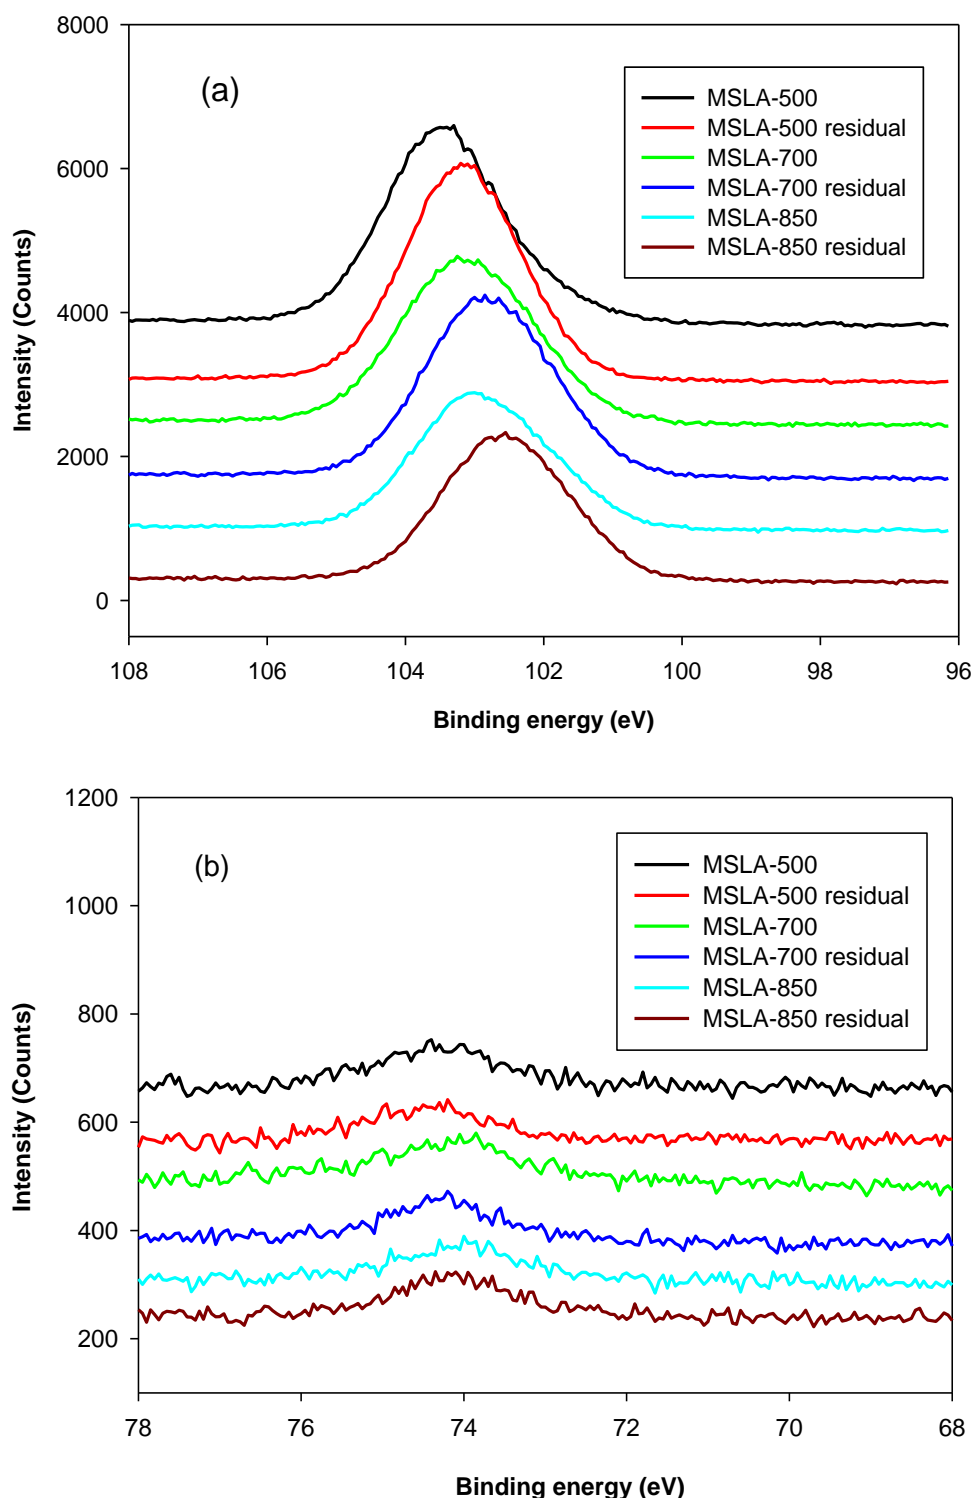 8000
(a)
MSLA-500
MSLA-500 residual
MSLA-700
MSLA-700 residual
MSLA-850
MSLA-850 residual
6000
4000
2000
0
Intensity (Counts)
108 106 104 102 100 98 96
Binding energy (eV)
1200
(b)
MSLA-500
MSLA-500 residual
MSLA-700
MSLA-700 residual
MSLA-850
MSLA-850 residual
1000
800
600
400
200
Intensity (Counts)
78 76 74 72 70 68
Binding energy (eV)